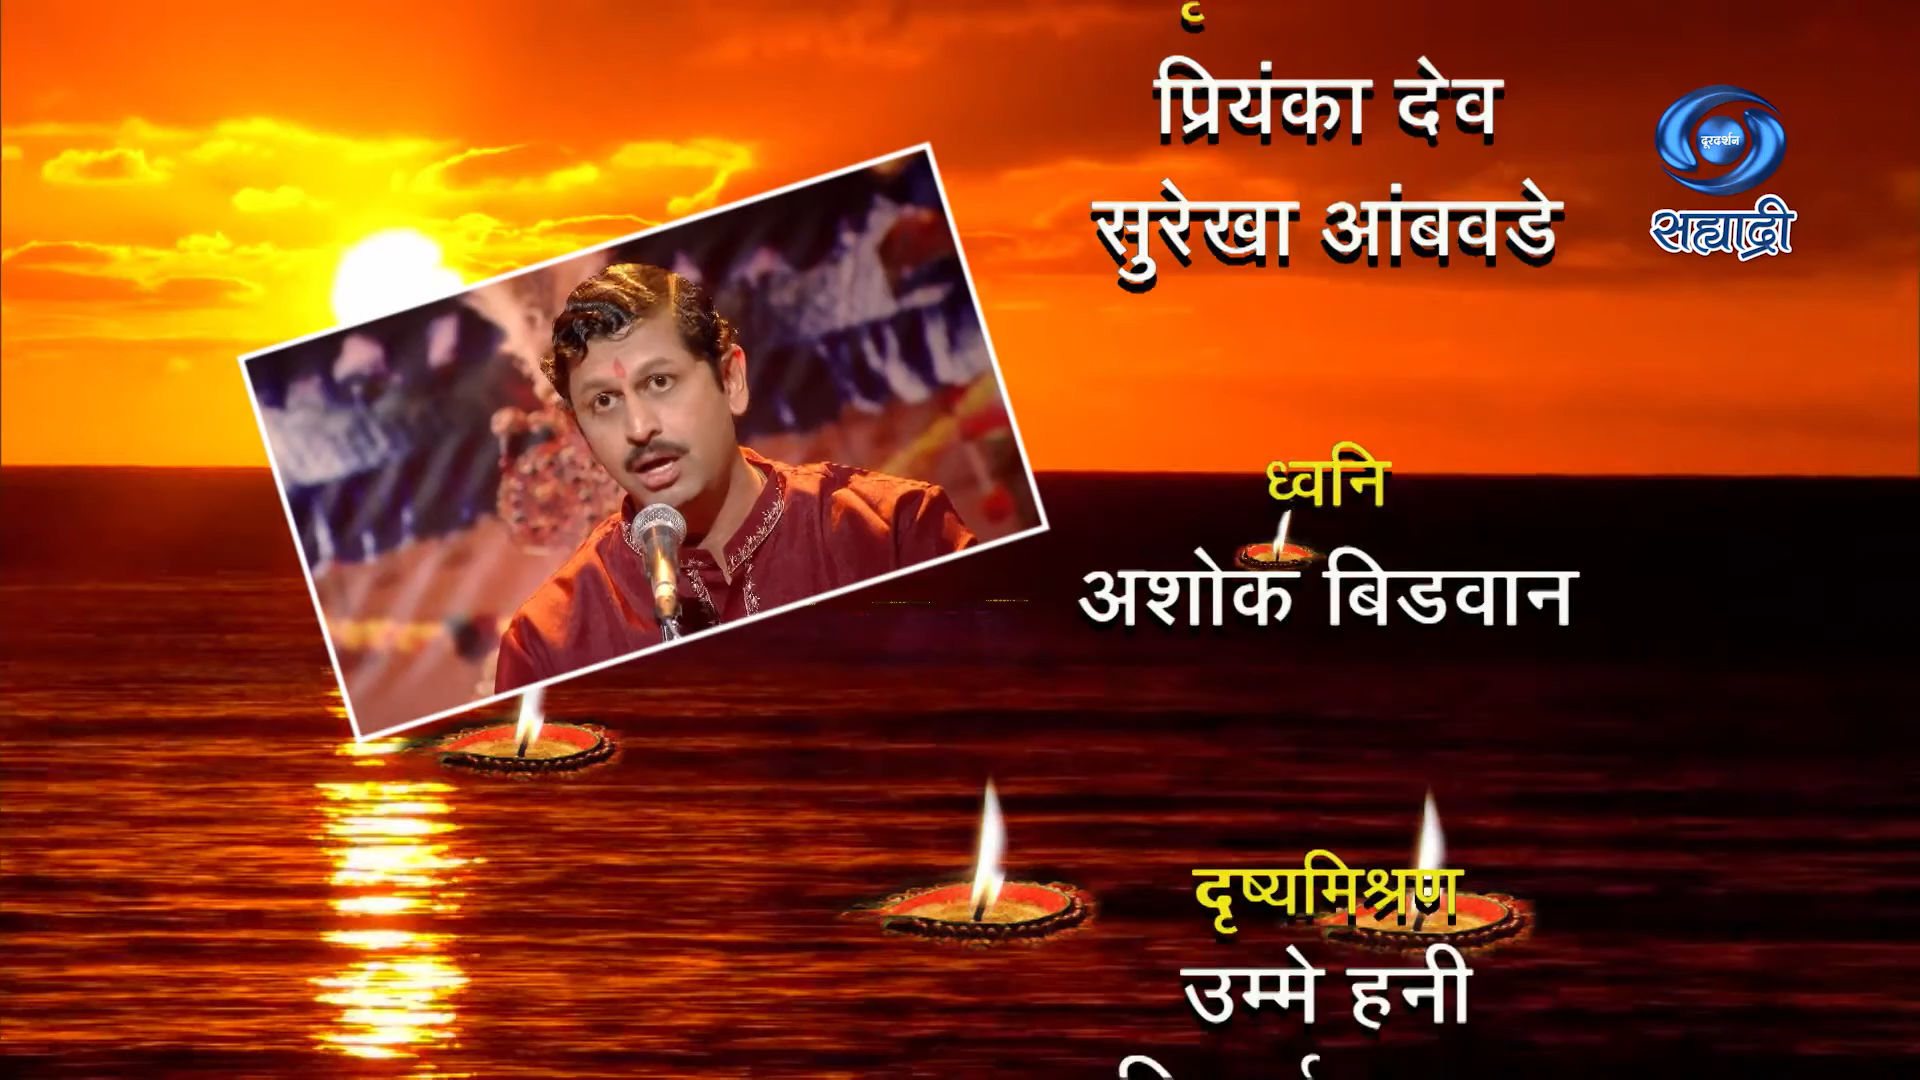 प्रियंका देव
सुरेखा आंबवडे
दूरदर्शन
सह्याद्री
ध्वनि
अशोक बिडवान
दृष्यमिश्रण
उम्मे हनी